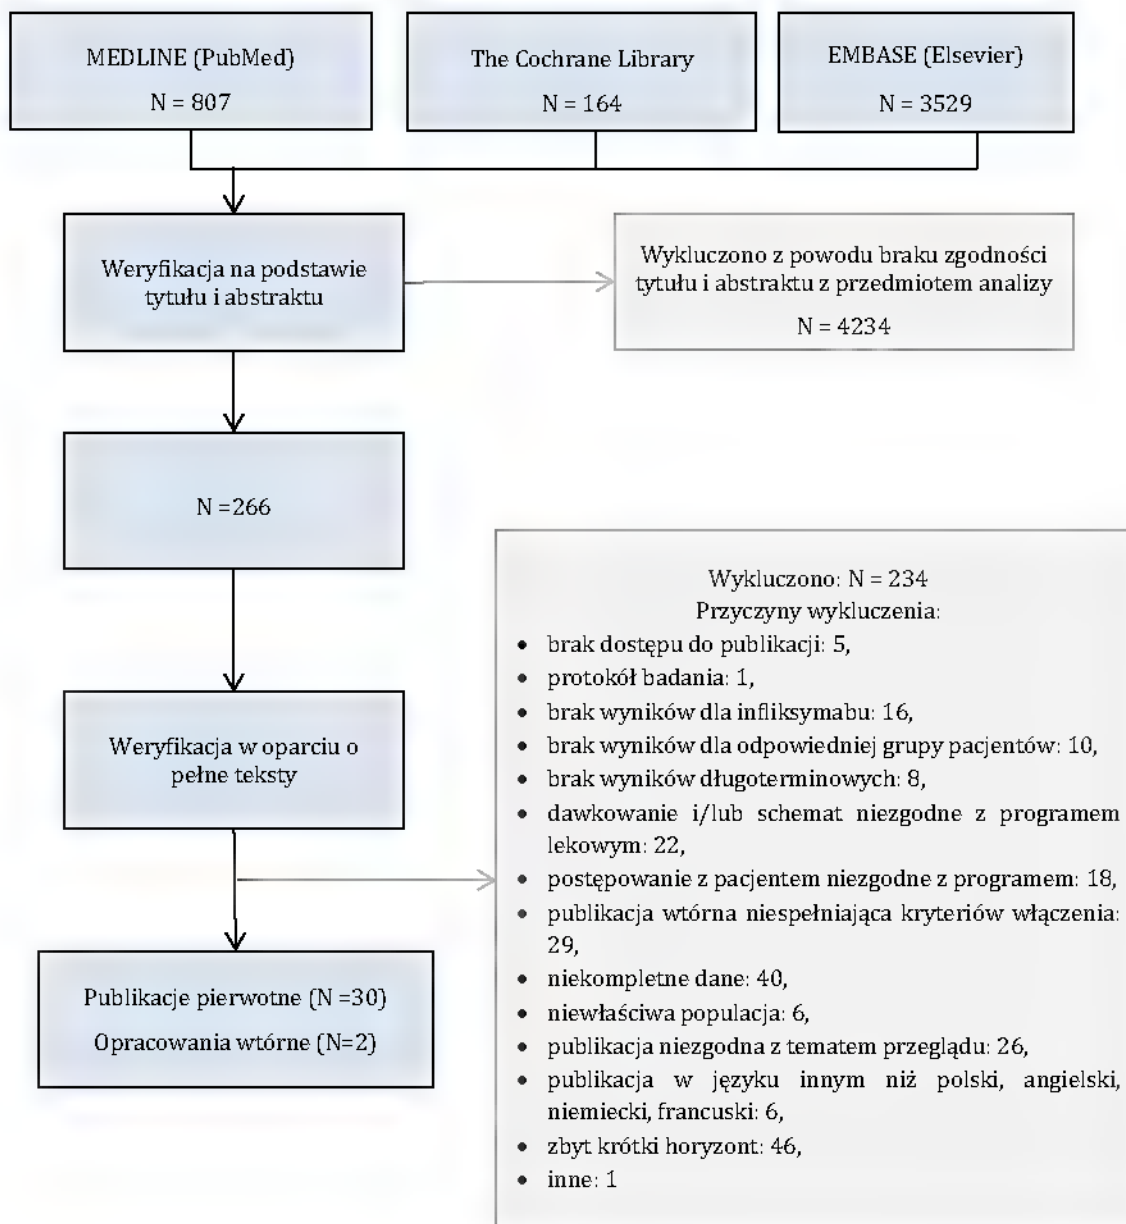 MEDLINE (PubMed)
N = 807
The Cochrane Library
N = 164
EMBASE (Elsevier)
N = 3529
Weryfikacja na podstawie
tytułu i abstraktu
Wykluczono z powodu braku zgodności
tytułu i abstraktu z przedmiotem analizy
N = 4234
N =266
Weryfikacja w oparciu o
pełne teksty
Wykluczono: N = 234
Przyczyny wykluczenia:
• brak dostępu do publikacji: 5,
• protokół badania: 1,
• brak wyników dla infliksymabu: 16,
• brak wyników dla odpowiedniej grupy pacjentów: 10,
• brak wyników długoterminowych: 8,
• dawkowanie i/lub schemat niezgodne z programem
lekowym: 22,
• postępowanie z pacjentem niezgodne z programem: 18,
• publikacja wtórna niespełniająca kryteriów włączenia:
29,
• niekompletne dane: 40,
• niewłaściwa populacja: 6,
• publikacja niezgodna z tematem przeglądu: 26,
• publikacja w języku innym niż polski, angielski,
niemiecki, francuski: 6,
• zbyt krótki horyzont: 46,
• inne: 1
Publikacje pierwotne (N =30)
Opracowania wtórne (N=2)